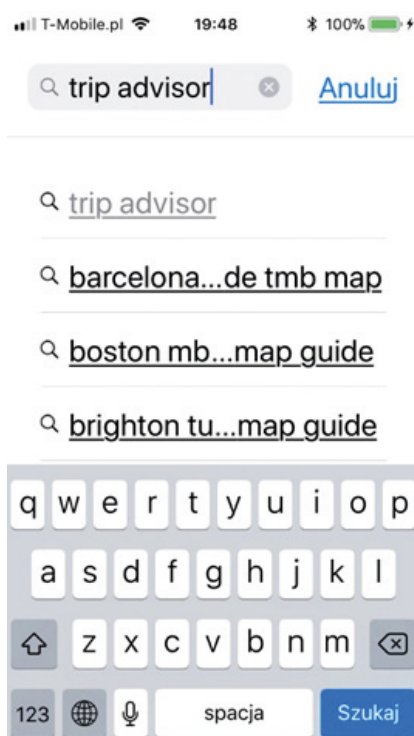 T-Mobile.pl 19:48 100%
trip advisor Anuluj
trip advisor
barcelona...de tmb map
boston mb...map guide
brighton tu...map guide
q w e r t y u i o p
a s d f g h j k l
z x c v b n m
123 spacja Szukaj